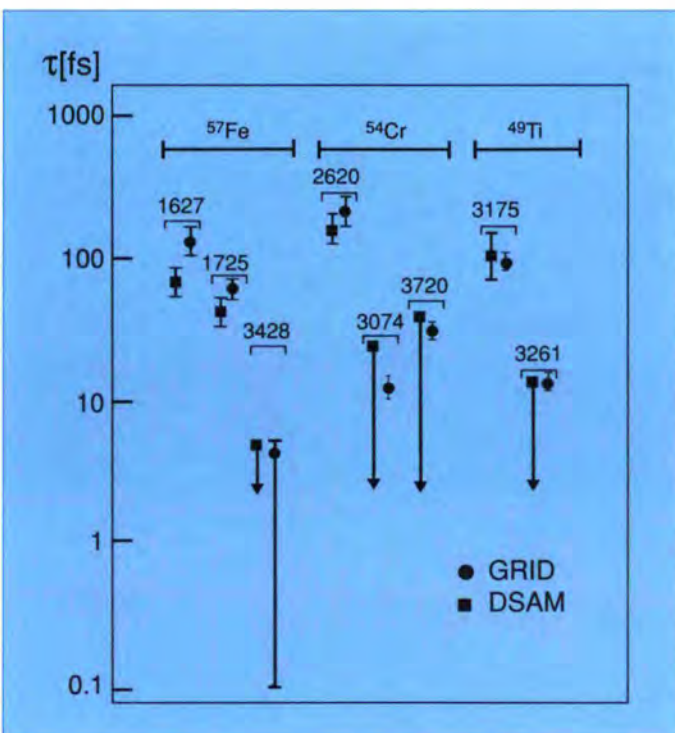 τ[fs]
1000
⁵⁷Fe
⁵⁴Cr
⁴⁹Ti
2620
1627
3175
100
1725
3720
3428
3074
3261
10
1
GRID
DSAM
0.1